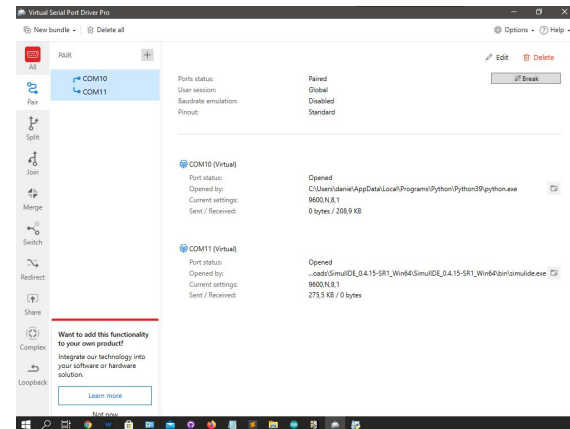 Virtual Serial Port Driver Pro
New bundle
Delete all
Options
Help
All
Pair
Split
Join
Merge
Switch
Redirect
Share
Complex
Loopback
PAIR
COM10
COM11
Edit
Delete
Ports status: Paired
Break
User session: Global
Baudrate emulation: Disabled
Pinout: Standard
COM10 (Virtual)
Port status: Opened
Opened by: C:\Users\danie\AppData\Local\Programs\Python\Python39\python.exe
Current settings: 9600,N,8,1
Sent / Received: 0 bytes / 208,9 KB
COM11 (Virtual)
Port status: Opened
Opened by: ...oads\SimulIDE_0.4.15-SR1_Win64\SimulIDE_0.4.15-SR1_Win64\bin\simulide.exe
Current settings: 9600,N,8,1
Sent / Received: 275,5 KB / 0 bytes
Want to add this functionality
to your own product?
Integrate our technology into
your software or hardware
solution.
Learn more
Not now